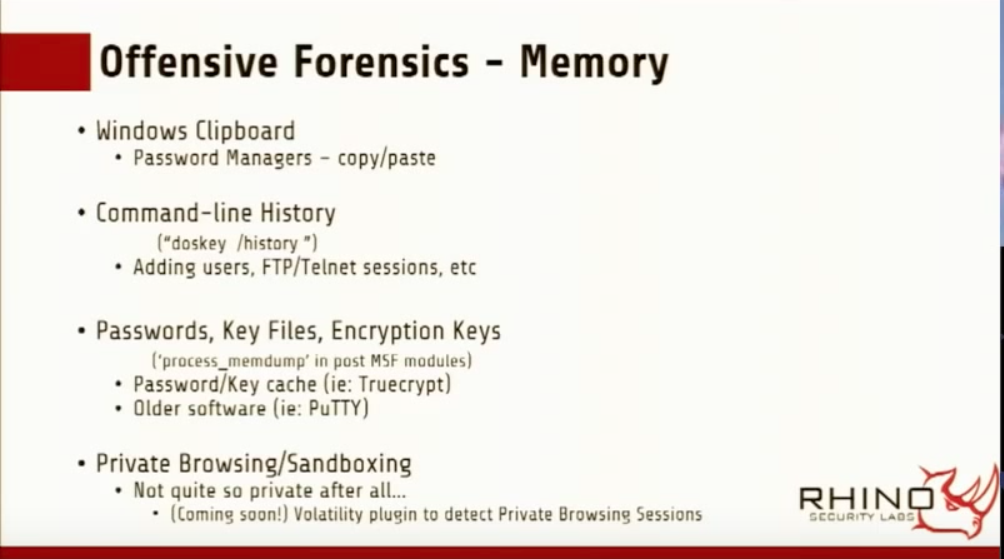 Offensive Forensics – Memory
• Windows Clipboard
• Password Managers – copy/paste
• Command-line History
("doskey /history ")
• Adding users, FTP/Telnet sessions, etc
• Passwords, Key Files, Encryption Keys
('process_memdump' in post MSF modules)
• Password/Key cache (ie: Truecrypt)
• Older software (ie: PuTTY)
• Private Browsing/Sandboxing
• Not quite so private after all...
• (Coming soon!) Volatility plugin to detect Private Browsing Sessions
RHINO
SECURITY LABS